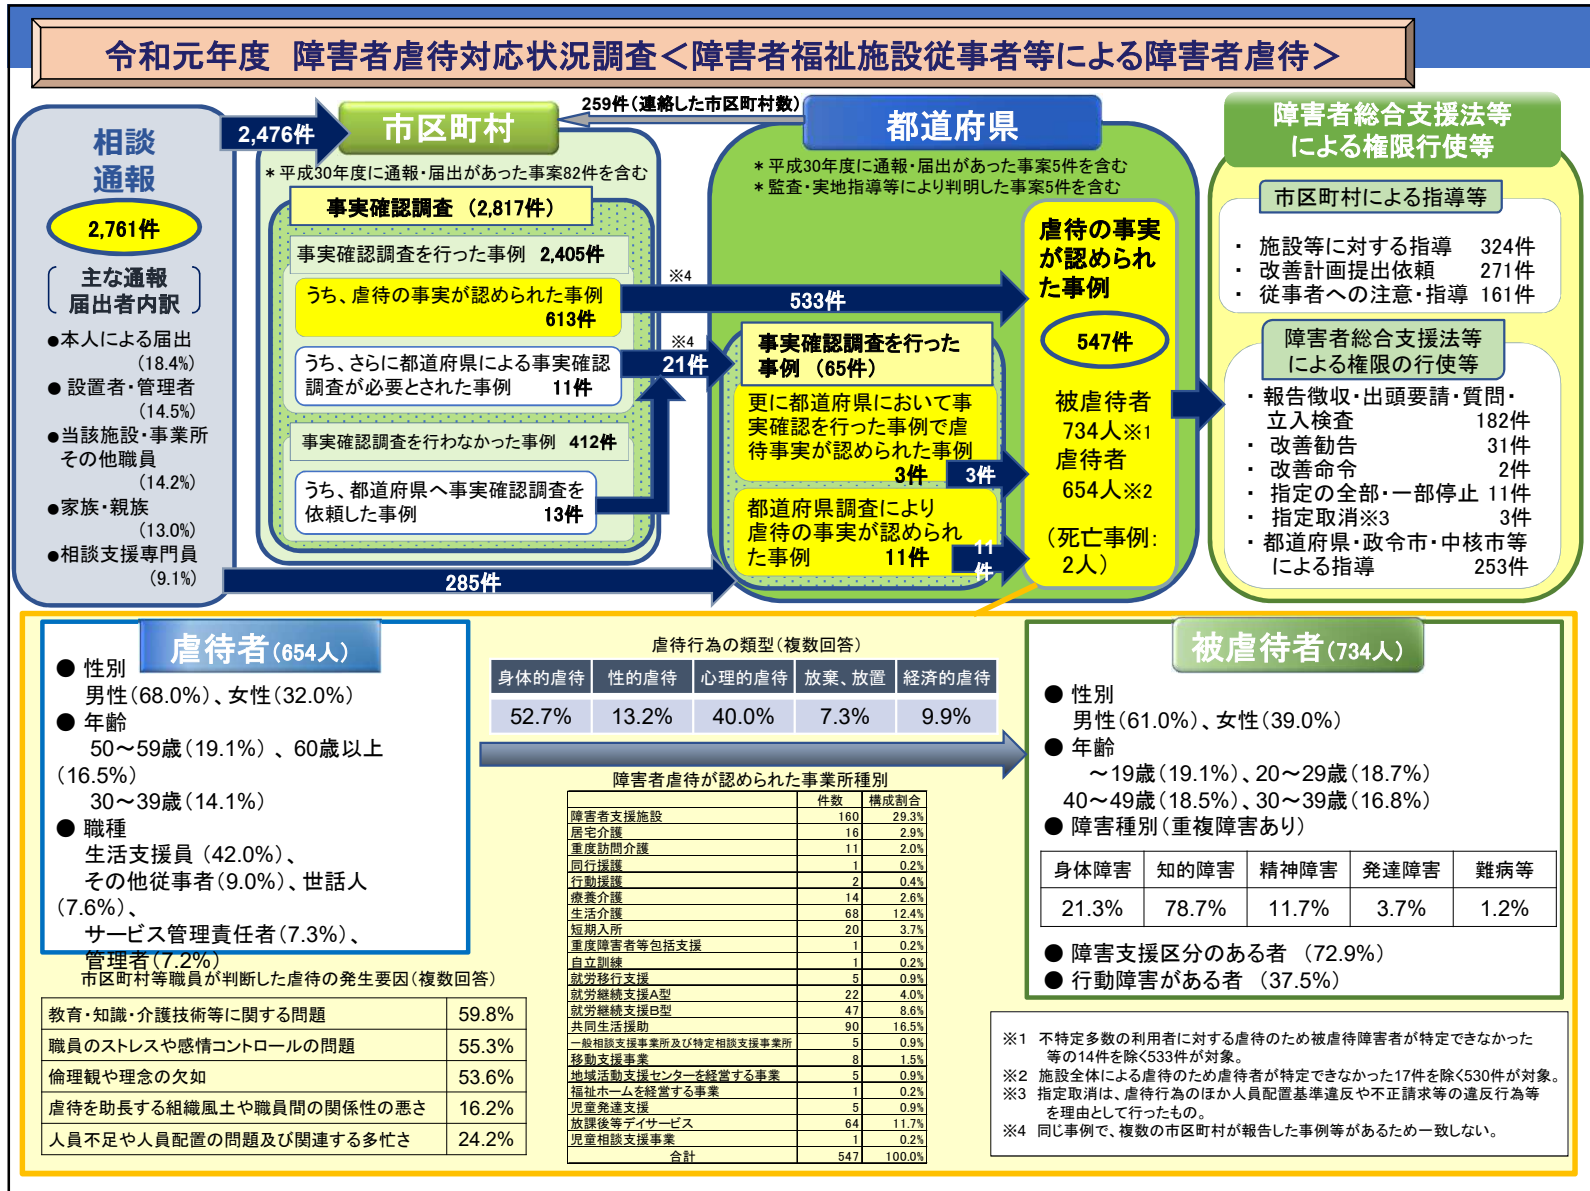 令和元年度 障害者虐待対応状況調査＜障害者福祉施設従事者等による障害者虐待＞
相談
通報
2,761件
主な通報
届出者内訳
●本人による届出
(18.4%)
● 設置者・管理者
(14.5%)
●当該施設・事業所
その他職員
(14.2%)
●家族・親族
(13.0%)
●相談支援専門員
(9.1%)
2,476件
285件
市区町村
259件(連絡した市区町村数)
＊平成30年度に通報・届出があった事案82件を含む
事実確認調査 (2,817件)
事実確認調査を行った事例 2,405件
うち、虐待の事実が認められた事例
613件
うち、さらに都道府県による事実確認
調査が必要とされた事例 11件
事実確認調査を行わなかった事例 412件
うち、都道府県へ事実確認調査を
依頼した事例 13件
※4
533件
※4
21件
都道府県
＊平成30年度に通報・届出があった事案5件を含む
＊監査・実地指導等により判明した事案5件を含む
事実確認調査を行った
事例 (65件)
更に都道府県において事
実確認を行った事例で虐
待事実が認められた事例
3件
3件
都道府県調査により
虐待の事実が認められ
た事例 11件
11
件
虐待の事実
が認められ
た事例
547件
被虐待者
734人※1
虐待者
654人※2
(死亡事例:
2人)
障害者総合支援法等
による権限行使等
市区町村による指導等
・ 施設等に対する指導 324件
・ 改善計画提出依頼 271件
・ 従事者への注意・指導 161件
障害者総合支援法等
による権限の行使等
・報告徴収・出頭要請・質問・
立入検査 182件
・ 改善勧告 31件
・ 改善命令 2件
・ 指定の全部・一部停止 11件
・ 指定取消※3 3件
・都道府県・政令市・中核市等
による指導 253件
虐待者(654人)
● 性別
男性(68.0%)、女性(32.0%)
● 年齢
50～59歳(19.1%) 、60歳以上
(16.5%)
30～39歳(14.1%)
● 職種
生活支援員 (42.0%)、
その他従事者(9.0%)、世話人
(7.6%)、
サービス管理責任者(7.3%)、
管理者(7.2%)
市区町村等職員が判断した虐待の発生要因(複数回答)
教育・知識・介護技術等に関する問題 59.8%
職員のストレスや感情コントロールの問題 55.3%
倫理観や理念の欠如 53.6%
虐待を助長する組織風土や職員間の関係性の悪さ 16.2%
人員不足や人員配置の問題及び関連する多忙さ 24.2%
虐待行為の類型(複数回答)
身体的虐待 性的虐待 心理的虐待 放棄、放置 経済的虐待
52.7% 13.2% 40.0% 7.3% 9.9%
障害者虐待が認められた事業所種別
件数 構成割合
障害者支援施設 160 29.3%
居宅介護 16 2.9%
重度訪問介護 11 2.0%
同行援護 1 0.2%
行動援護 2 0.4%
療養介護 14 2.6%
生活介護 68 12.4%
短期入所 20 3.7%
重度障害者等包括支援 1 0.2%
自立訓練 1 0.2%
就労移行支援 5 0.9%
就労継続支援A型 22 4.0%
就労継続支援B型 47 8.6%
共同生活援助 90 16.5%
一般相談支援事業所及び特定相談支援事業所 5 0.9%
移動支援事業 8 1.5%
地域活動支援センターを経営する事業 5 0.9%
福祉ホームを経営する事業 1 0.2%
児童発達支援 5 0.9%
放課後等デイサービス 64 11.7%
児童相談支援事業 1 0.2%
合計 547 100.0%
被虐待者(734人)
● 性別
男性(61.0%)、女性(39.0%)
● 年齢
～19歳(19.1%)、20～29歳(18.7%)
40～49歳(18.5%)、30～39歳(16.8%)
● 障害種別(重複障害あり)
身体障害 知的障害 精神障害 発達障害 難病等
21.3% 78.7% 11.7% 3.7% 1.2%
● 障害支援区分のある者 (72.9%)
● 行動障害がある者 (37.5%)
※1 不特定多数の利用者に対する虐待のため被虐待障害者が特定できなかった
等の14件を除く533件が対象。
※2 施設全体による虐待のため虐待者が特定できなかった17件を除く530件が対象。
※3 指定取消は、虐待行為のほか人員配置基準違反や不正請求等の違反行為等
を理由として行ったもの。
※4 同じ事例で、複数の市区町村が報告した事例等があるため一致しない。